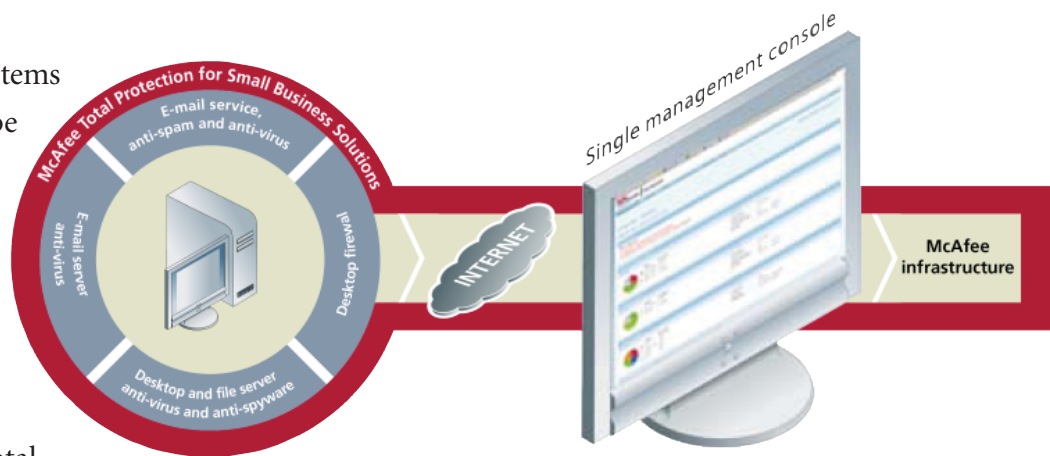 tems
be
McAfee Total Protection for Small Business Solutions
E-mail service,
anti-spam and anti-virus
E-mail server
anti-virus
Desktop firewall
Desktop and file server
anti-virus and anti-spyware
INTERNET
Single management console
McAfee
infrastructure